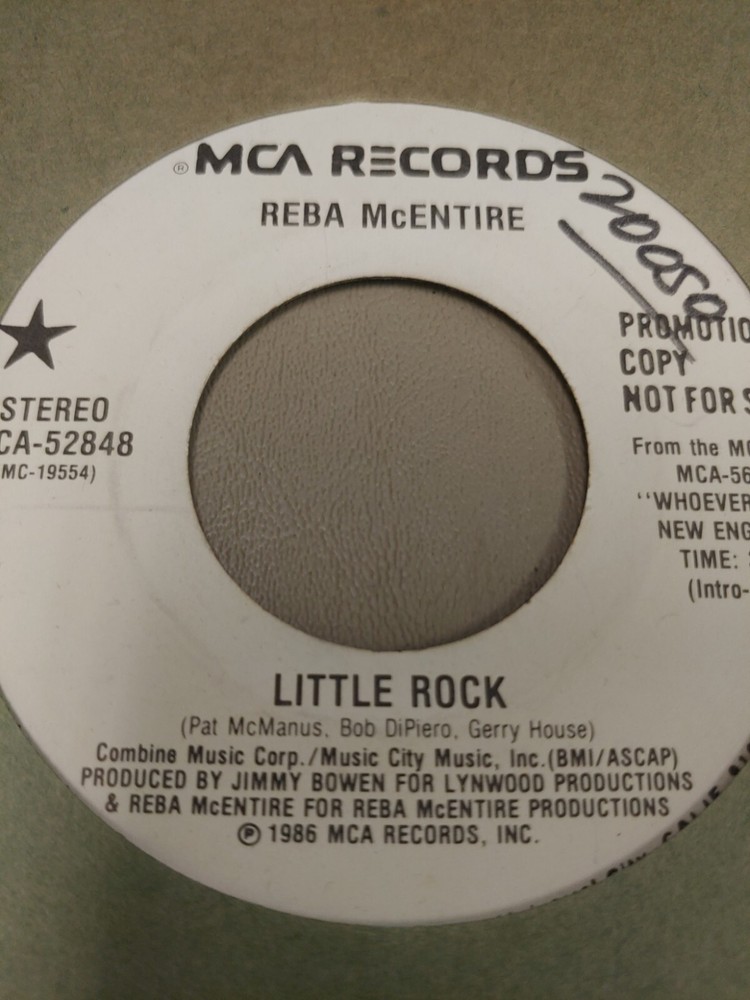 ® MCA RECORDS
REBA McENTIRE
20050
STEREO
CA-52848
MC-19554)
PROMOTIO
COPY
NOT FOR S
From the MC
MCA-56
"WHOEVER
NEW ENG
TIME:
(Intro-
LITTLE ROCK
(Pat McManus, Bob DiPiero, Gerry House)
Combine Music Corp./Music City Music, Inc.(BMI/ASCAP)
PRODUCED BY JIMMY BOWEN FOR LYNWOOD PRODUCTIONS
& REBA McENTIRE FOR REBA McENTIRE PRODUCTIONS
℗ 1986 MCA RECORDS, INC.